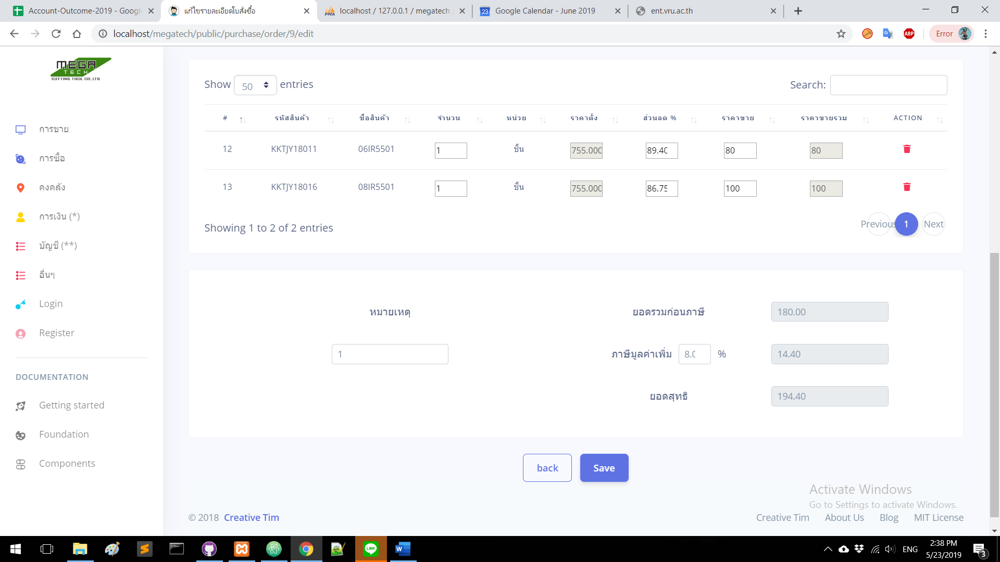 Account-Outcome-2019 - Googl
แก้ไขรายละเอียดใบสั่งซื้อ
localhost / 127.0.0.1 / megatech
Google Calendar - June 2019
ent.vru.ac.th
localhost/megatech/public/purchase/order/9/edit
Error
MEGA
TECH
CUTTING TOOL CO.,LTD.
การขาย
การซื้อ
คงคลัง
การเงิน (*)
บัญชี (**)
อื่นๆ
Login
Register
DOCUMENTATION
Getting started
Foundation
Components
Show 50 entries
Search:
# รหัสสินค้า ชื่อสินค้า จำนวน หน่วย ราคาตั้ง ส่วนลด % ราคาขาย ราคาขายรวม ACTION
12 KKTJY18011 06IR5501 1 ชิ้น 755.000 89.40 80 80
13 KKTJY18016 08IR5501 1 ชิ้น 755.000 86.75 100 100
Showing 1 to 2 of 2 entries
Previous 1 Next
หมายเหตุ
1
ยอดรวมก่อนภาษี 180.00
ภาษีมูลค่าเพิ่ม 8.0 % 14.40
ยอดสุทธิ 194.40
back Save
Activate Windows
Go to Settings to activate Windows.
© 2018 Creative Tim
Creative Tim About Us Blog MIT License
ENG
2:38 PM
5/23/2019
3